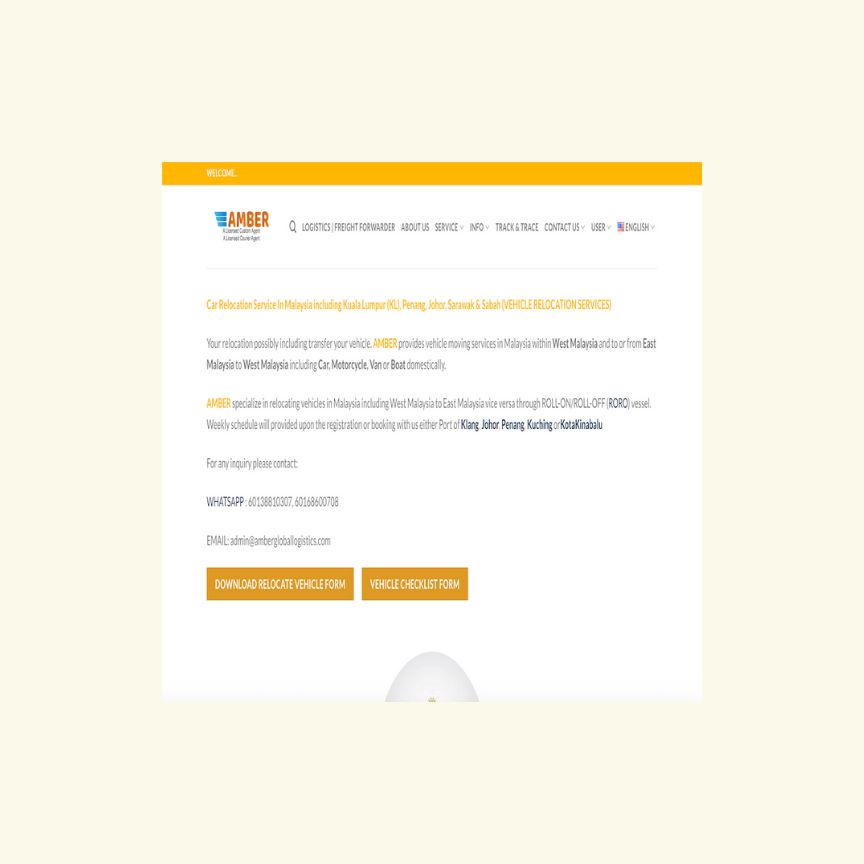 WELCOME..
AMBER
A Licensed Custom Agent
A Licensed Courier Agent
LOGISTICS | FREIGHT FORWARDER ABOUT US SERVICE INFO TRACK & TRACE CONTACT US USER ENGLISH
Car Relocation Service In Malaysia including Kuala Lumpur (KL), Penang, Johor, Sarawak & Sabah (VEHICLE RELOCATION SERVICES)
Your relocation possibly including transfer your vehicle. AMBER provides vehicle moving services in Malaysia within West Malaysia and to or from East
Malaysia to West Malaysia including Car, Motorcycle, Van or Boat domestically.
AMBER specialize in relocating vehicles in Malaysia including West Malaysia to East Malaysia vice versa through ROLL-ON/ROLL-OFF (RORO) vessel.
Weekly schedule will provided upon the registration or booking with us either Port of Klang, Johor, Penang, Kuching or KotaKinabalu
For any inquiry please contact:
WHATSAPP : 60138810307, 60168600708
EMAIL: admin@ambergloballogistics.com
DOWNLOAD RELOCATE VEHICLE FORM VEHICLE CHECKLIST FORM